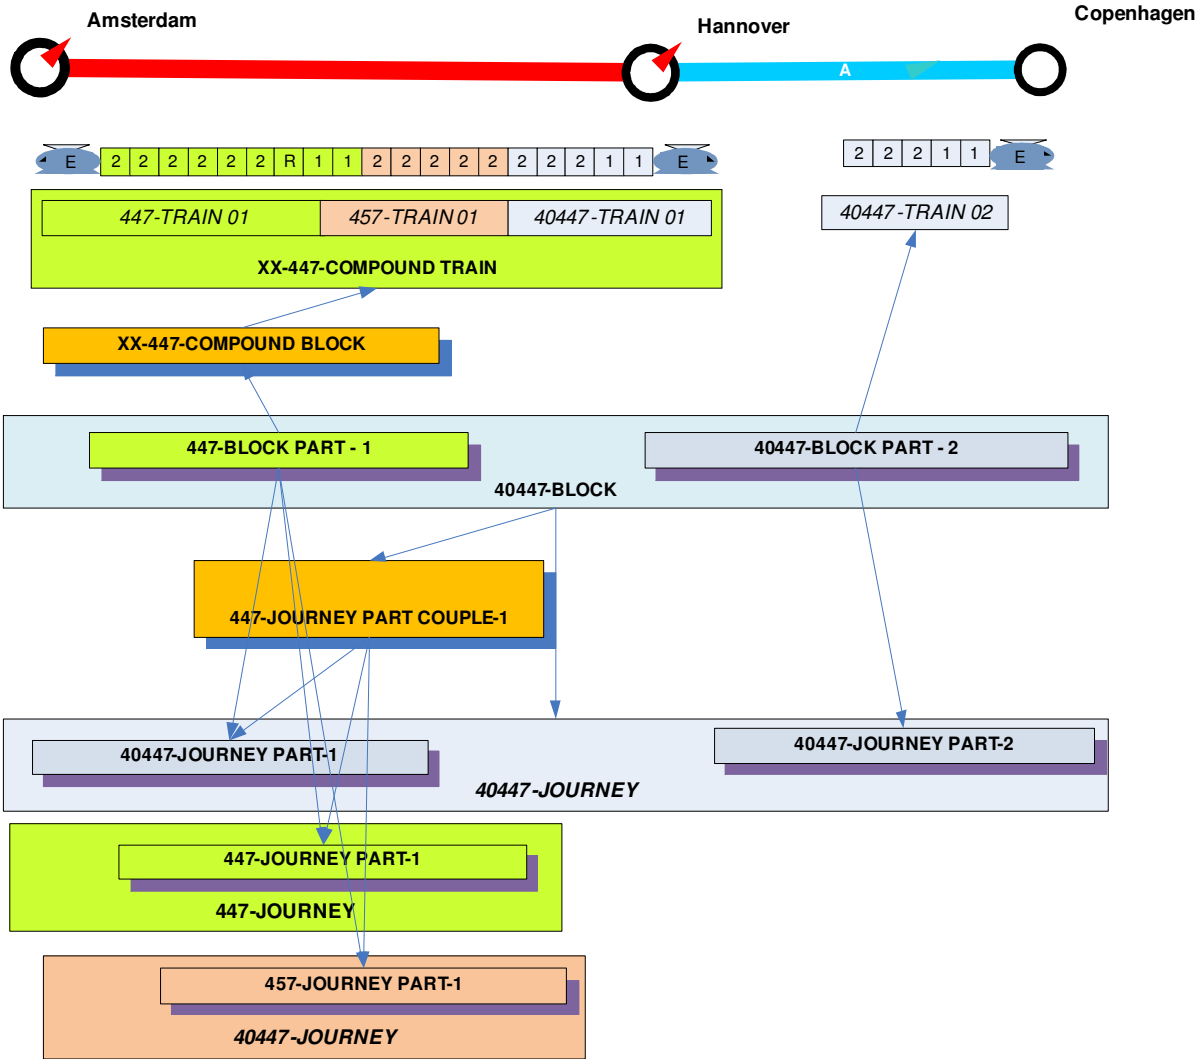 Amsterdam
Hannover
Copenhagen
A
E 2 2 2 2 2 2 R 1 1 2 2 2 2 2 2 2 2 1 1 E
2 2 2 1 1 E
447-TRAIN 01
457-TRAIN 01
40447-TRAIN 01
40447-TRAIN 02
XX-447-COMPOUND TRAIN
XX-447-COMPOUND BLOCK
447-BLOCK PART - 1
40447-BLOCK PART - 2
40447-BLOCK
447-JOURNEY PART COUPLE-1
40447-JOURNEY PART-1
40447-JOURNEY PART-2
40447-JOURNEY
447-JOURNEY PART-1
447-JOURNEY
457-JOURNEY PART-1
40447-JOURNEY